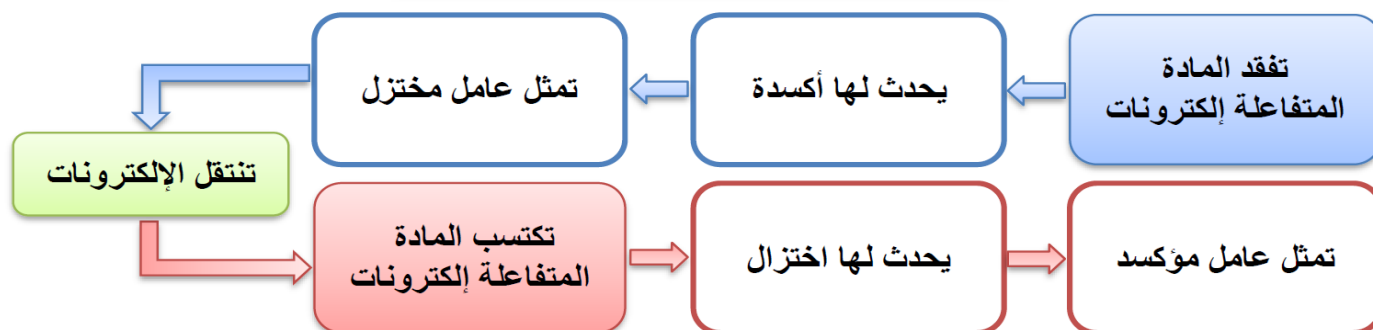 تفقد المادة
المتفاعلة إلكترونات
يحدث لها أكسدة
تمثل عامل مختزل
تنتقل الإلكترونات
تكتسب المادة
المتفاعلة إلكترونات
يحدث لها اختزال
تمثل عامل مؤكسد